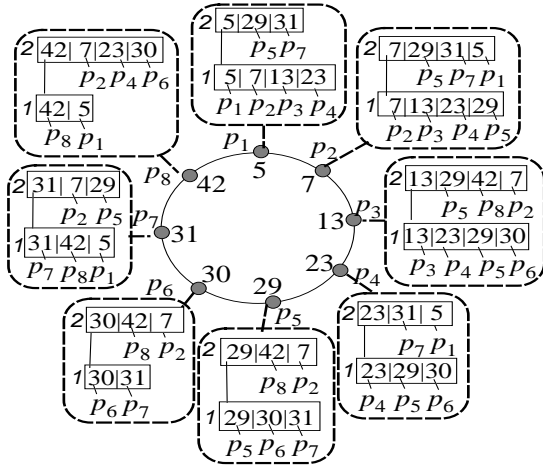 2 42| 7|23|30
p2 p4 p6
1 42| 5
p8 p1
2 5|29|31
p5 p7
1 5| 7|13|23
p1 p2 p3 p4
2 7|29|31|5
p5 p7 p1
1 7|13|23|29
p2 p3 p4 p5
p1
5
p2
7
p8
42
2 31| 7|29
p2 p5
1 31|42| 5
p7 p8 p1
p7
31
13
p3
2 13|29|42| 7
p5 p8 p2
1 13|23|29|30
p3 p4 p5 p6
p6
30
29
p5
23
p4
2 30|42| 7
p8 p2
1 30|31
p6 p7
2 29|42| 7
p8 p2
1 29|30|31
p5 p6 p7
2 23|31| 5
p7 p1
1 23|29|30
p4 p5 p6